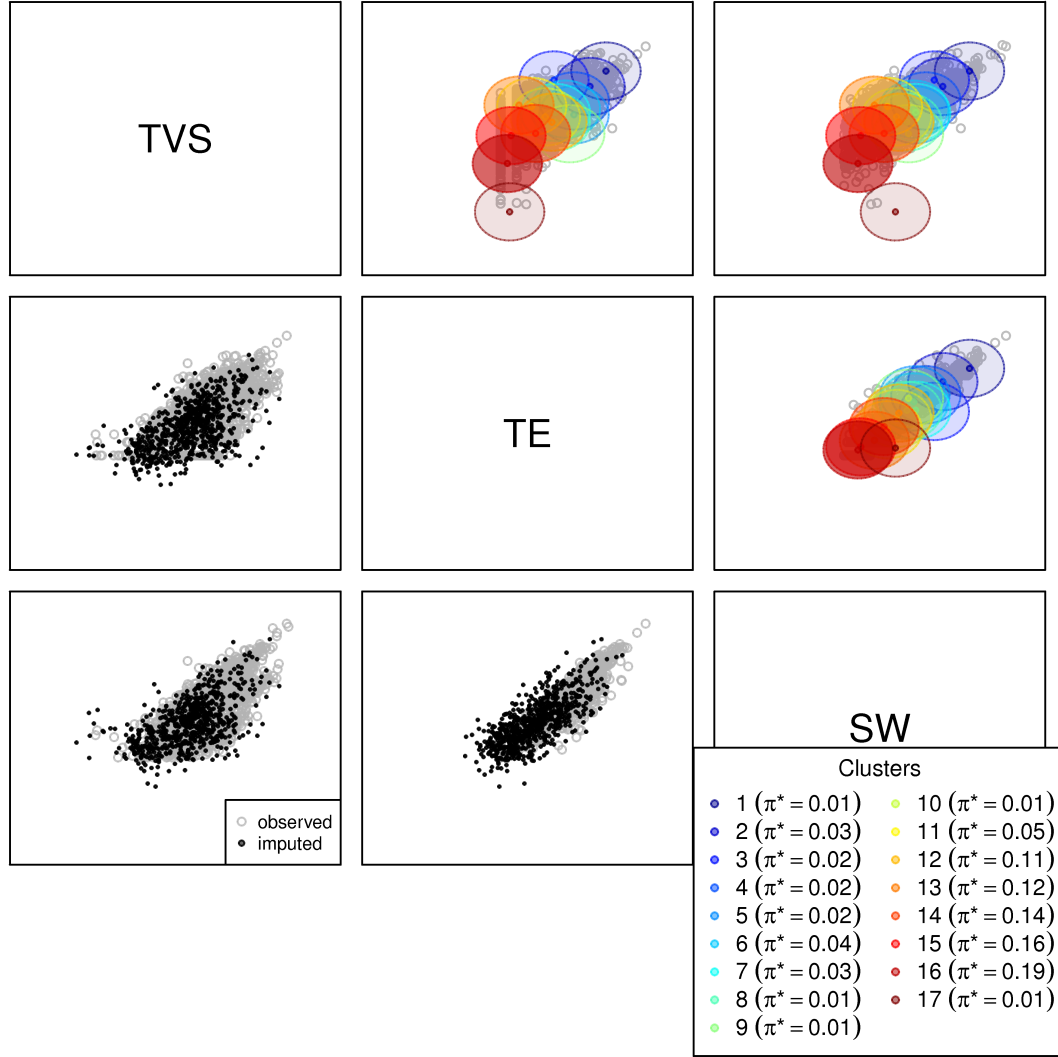 TVS
TE
SW
observed
imputed
Clusters
1 (π* = 0.01)
2 (π* = 0.03)
3 (π* = 0.02)
4 (π* = 0.02)
5 (π* = 0.02)
6 (π* = 0.04)
7 (π* = 0.03)
8 (π* = 0.01)
9 (π* = 0.01)
10 (π* = 0.01)
11 (π* = 0.05)
12 (π* = 0.11)
13 (π* = 0.12)
14 (π* = 0.14)
15 (π* = 0.16)
16 (π* = 0.19)
17 (π* = 0.01)